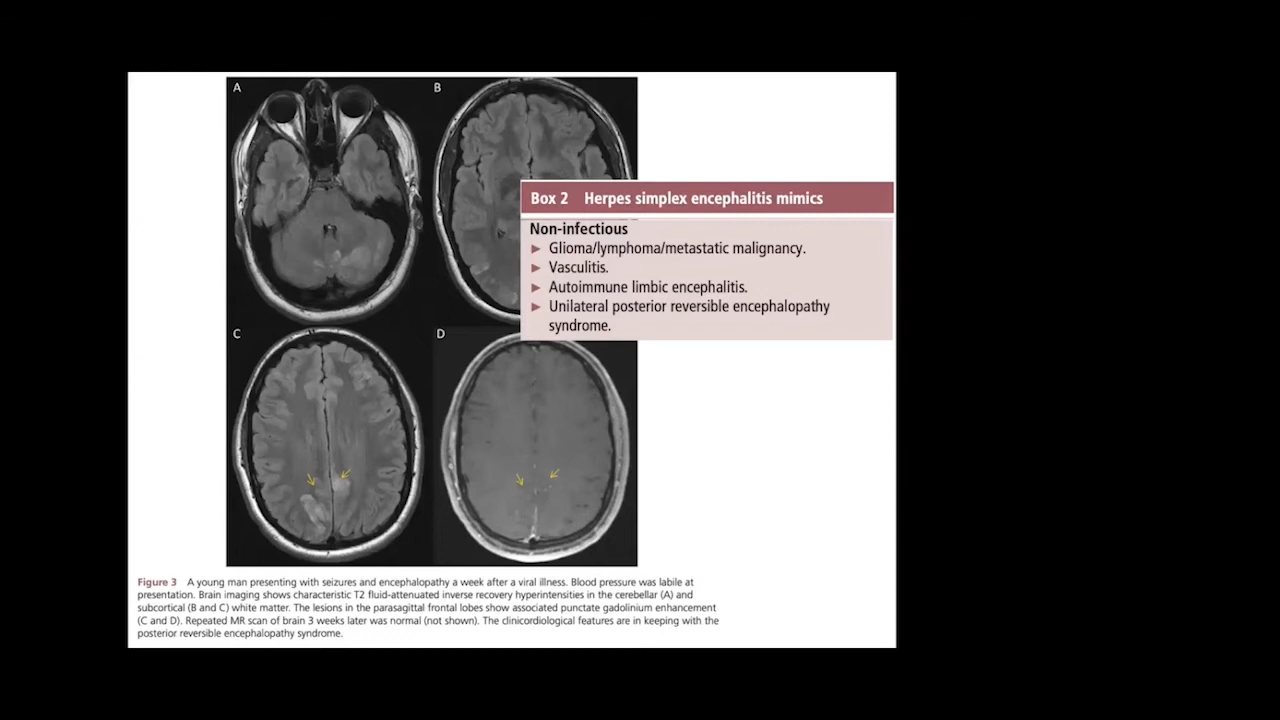 A
B
Box 2 Herpes simplex encephalitis mimics
Non-infectious
► Glioma/lymphoma/metastatic malignancy.
► Vasculitis.
► Autoimmune limbic encephalitis.
► Unilateral posterior reversible encephalopathy
syndrome.
C
D
Figure 3 A young man presenting with seizures and encephalopathy a week after a viral illness. Blood pressure was labile at
presentation. Brain imaging shows characteristic T2 fluid-attenuated inverse recovery hyperintensities in the cerebellar (A) and
subcortical (B and C) white matter. The lesions in the parasagittal frontal lobes show associated punctate gadolinium enhancement
(C and D). Repeated MR scan of brain 3 weeks later was normal (not shown). The clinicordiological features are in keeping with the
posterior reversible encephalopathy syndrome.